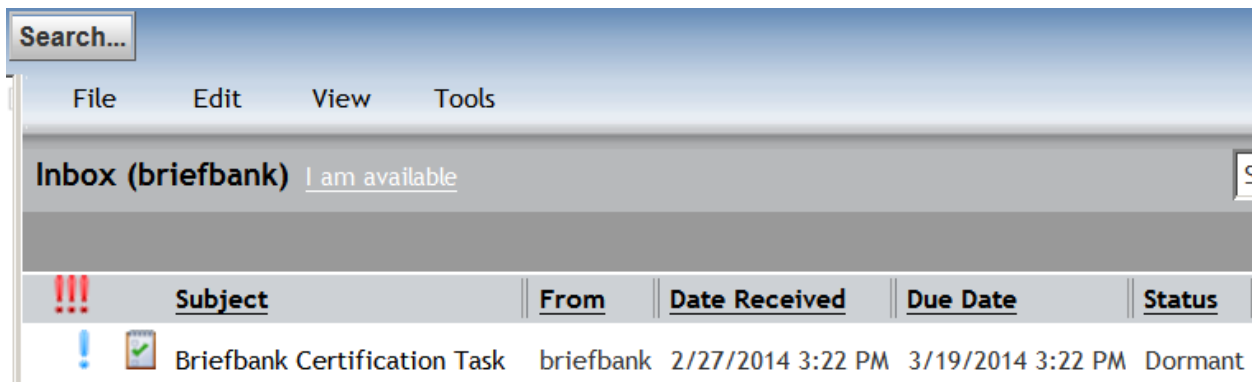 Search...
File Edit View Tools
Inbox (briefbank) I am available
!!! Subject From Date Received Due Date Status
! Briefbank Certification Task briefbank 2/27/2014 3:22 PM 3/19/2014 3:22 PM Dormant